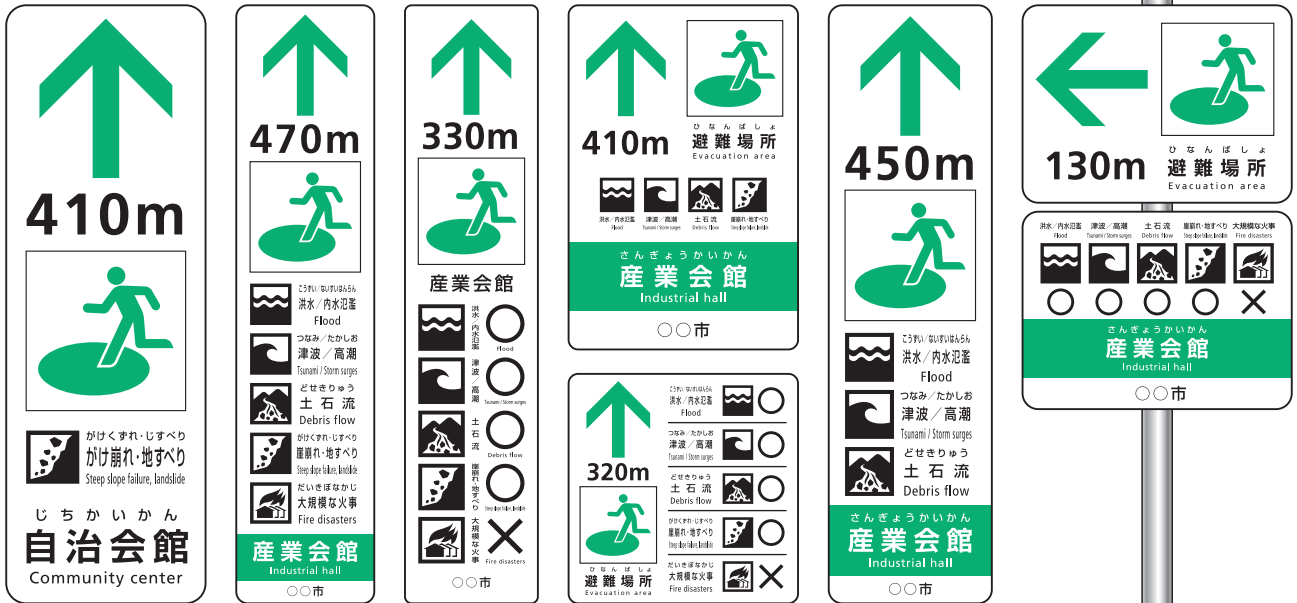 410m
がけくずれ・じすべり
がけ崩れ・地すべり
Steep slope failure, landslide
じちかいかん
自治会館
Community center
470m
こうずい/ないすいはんらん
洪水/内水氾濫
Flood
つなみ/たかしお
津波/高潮
Tsunami / Storm surges
どせきりゅう
土石流
Debris flow
がけくずれ・じすべり
崖崩れ・地すべり
Steep slope failure, landslide
だいきぼなかじ
大規模な火事
Fire disasters
産業会館
Industrial hall
○○市
330m
産業会館
洪水/内水氾濫
Flood
津波/高潮
Tsunami / Storm surges
土石流
Debris flow
崖崩れ・地すべり
Steep slope failure, landslide
大規模な火事
Fire disasters
○○市
410m
ひなんばしょ
避難場所
Evacuation area
洪水/内水氾濫
Flood
津波/高潮
Tsunami / Storm surges
土石流
Debris flow
崖崩れ・地すべり
Steep slope failure, landslide
さんぎょうかいかん
産業会館
Industrial hall
○○市
320m
ひなんばしょ
避難場所
Evacuation area
こうずい/ないすいはんらん
洪水/内水氾濫
Flood
つなみ/たかしお
津波/高潮
Tsunami / Storm surges
どせきりゅう
土石流
Debris flow
がけくずれ・じすべり
崖崩れ・地すべり
Steep slope failure, landslide
だいきぼなかじ
大規模な火事
Fire disasters
450m
こうずい/ないすいはんらん
洪水/内水氾濫
Flood
つなみ/たかしお
津波/高潮
Tsunami / Storm surges
どせきりゅう
土石流
Debris flow
さんぎょうかいかん
産業会館
Industrial hall
○○市
130m
ひなんばしょ
避難場所
Evacuation area
洪水/内水氾濫
Flood
津波/高潮
Tsunami / Storm surges
土石流
Debris flow
崖崩れ・地すべり
Steep slope failure, landslide
大規模な火事
Fire disasters
さんぎょうかいかん
産業会館
Industrial hall
○○市